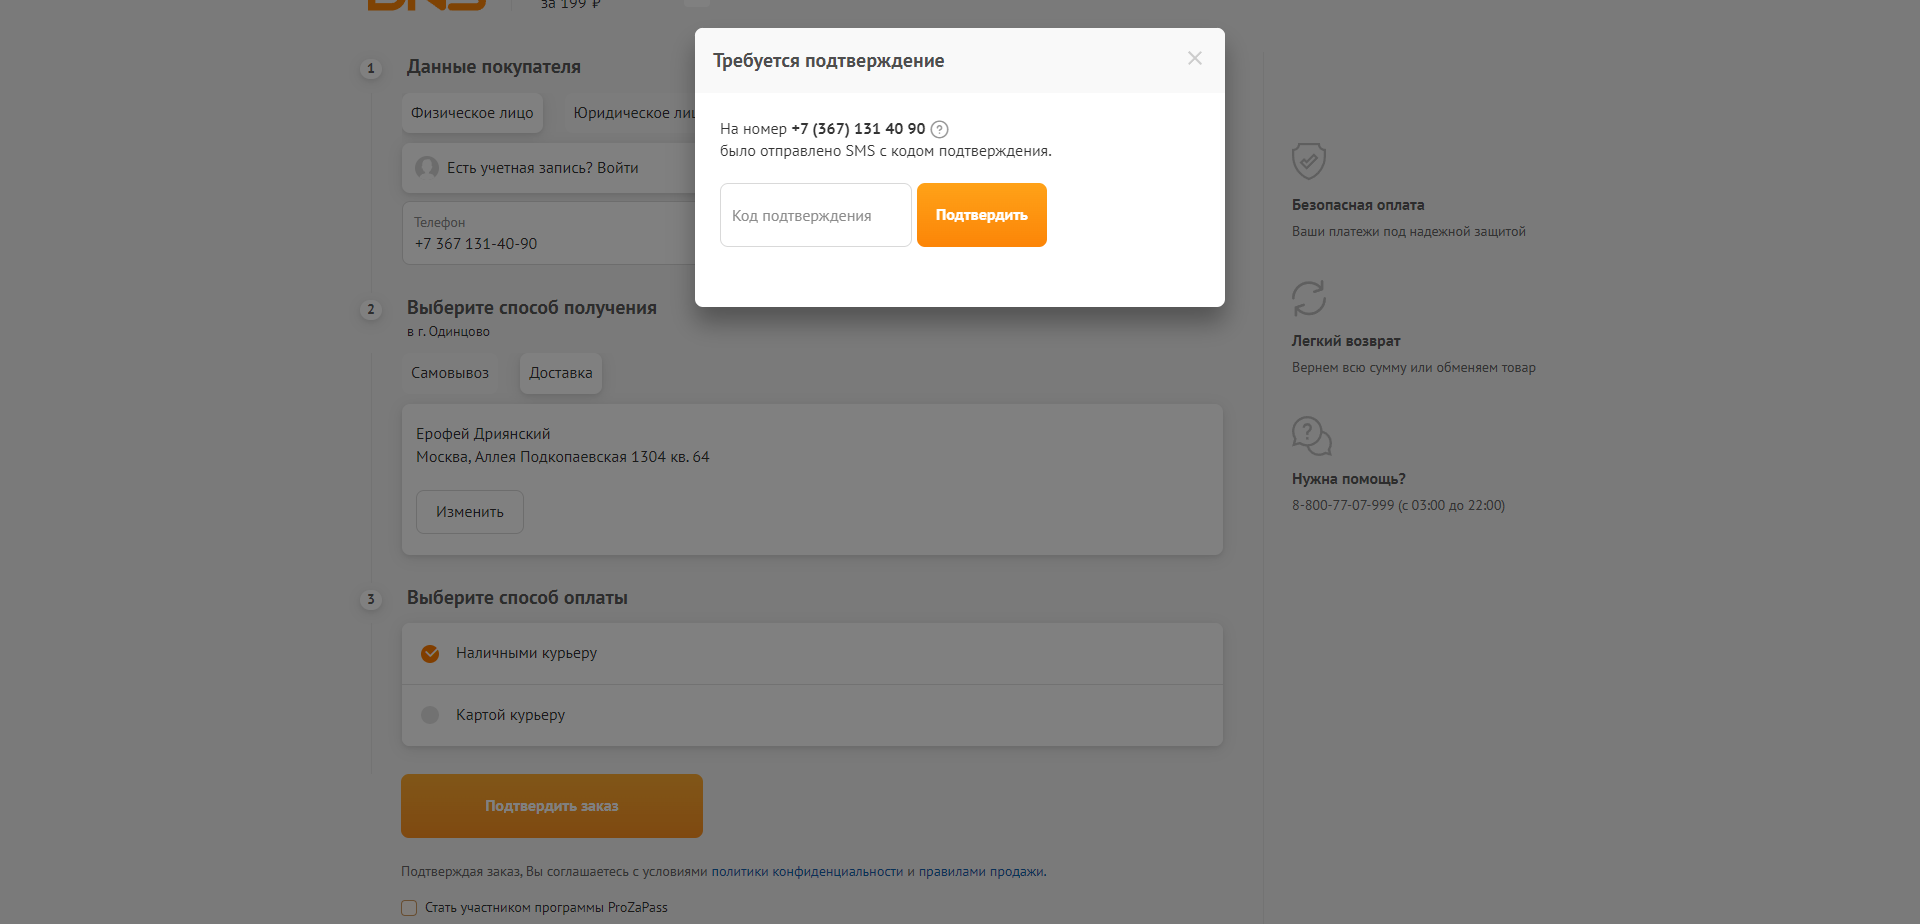 за 199 ₽
Требуется подтверждение
На номер +7 (367) 131 40 90
было отправлено SMS с кодом подтверждения.
Код подтверждения
Подтвердить
1
Данные покупателя
Физическое лицо
Юридическое лиц
Есть учетная запись? Войти
Телефон
+7 367 131-40-90
2
Выберите способ получения
в г. Одинцово
Самовывоз
Доставка
Ерофей Дриянский
Москва, Аллея Подкопаевская 1304 кв. 64
Изменить
3
Выберите способ оплаты
Наличными курьеру
Картой курьеру
Подтвердить заказ
Подтверждая заказ, Вы соглашаетесь с условиями политики конфиденциальности и правилами продажи.
Стать участником программы ProZaPass
Безопасная оплата
Ваши платежи под надежной защитой
Легкий возврат
Вернем всю сумму или обменяем товар
Нужна помощь?
8-800-77-07-999 (с 03:00 до 22:00)